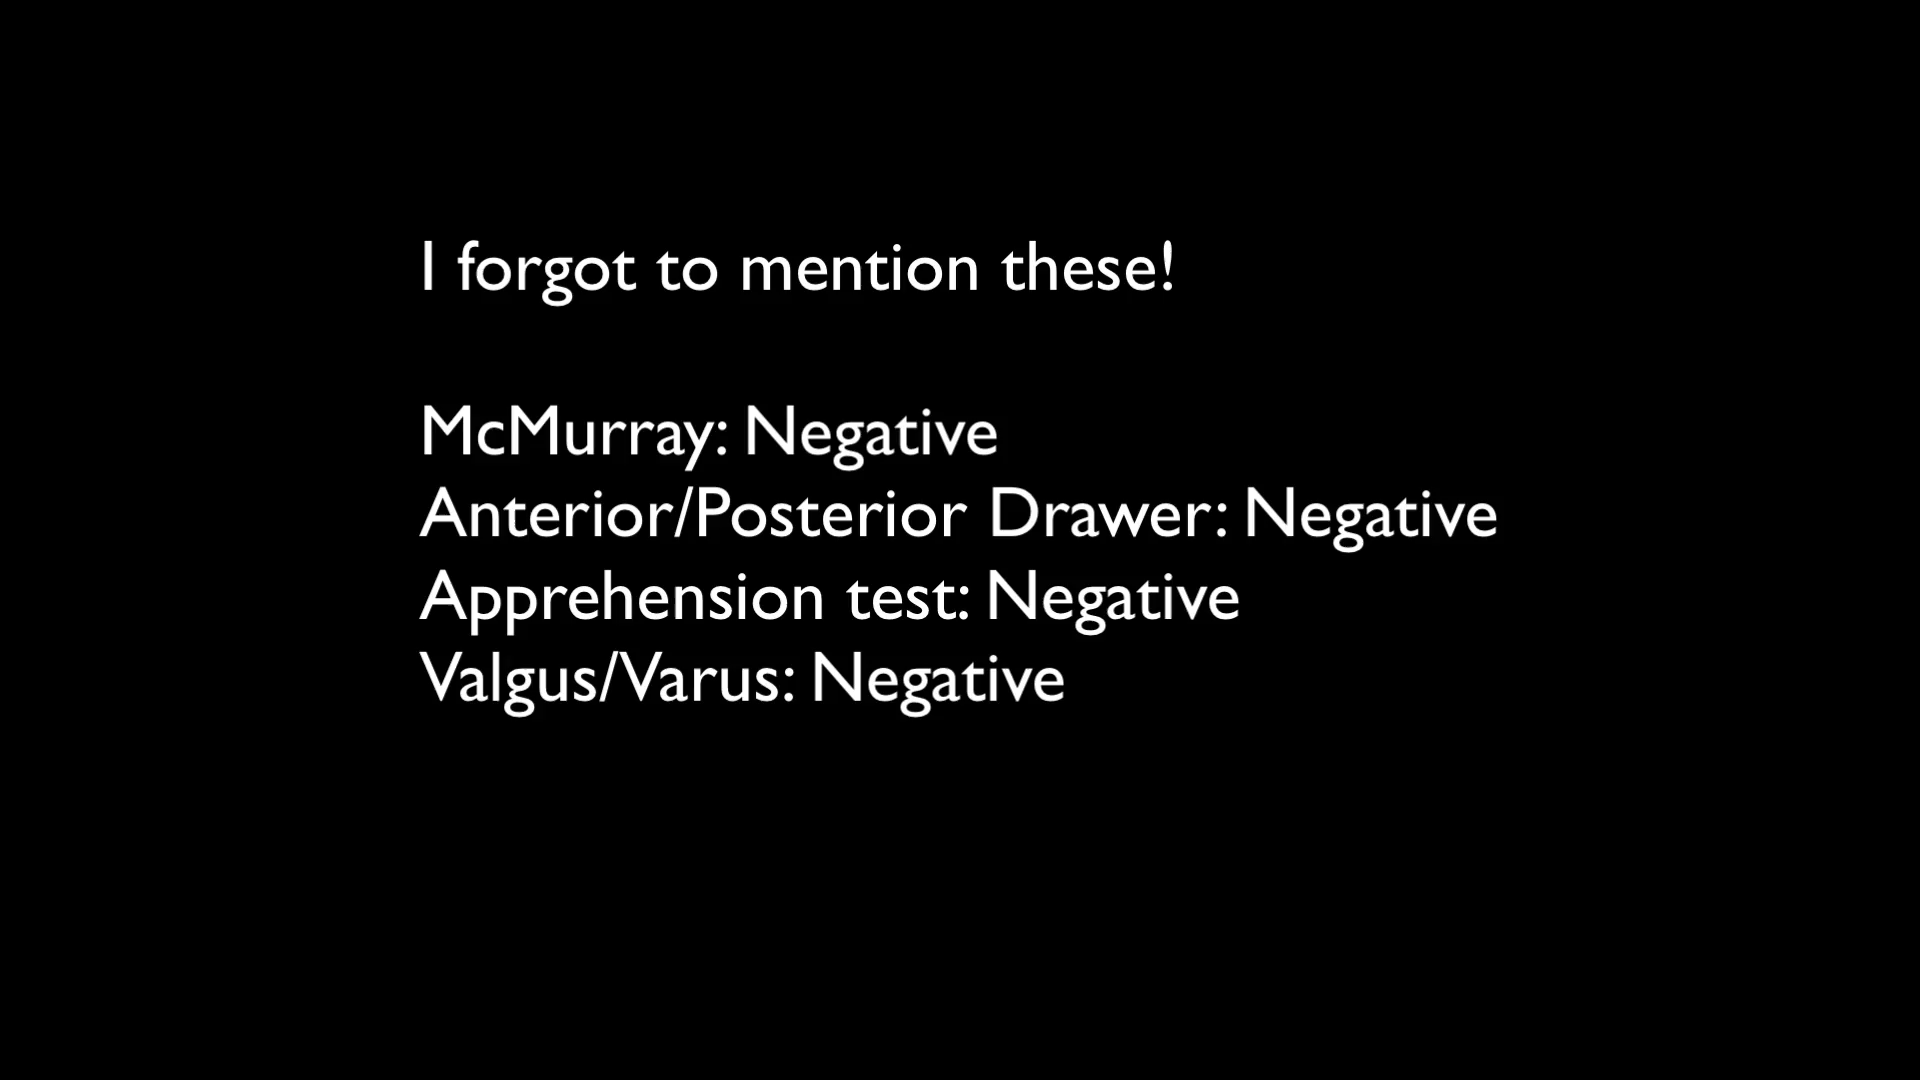 I forgot to mention these!
McMurray: Negative
Anterior/Posterior Drawer: Negative
Apprehension test: Negative
Valgus/Varus: Negative